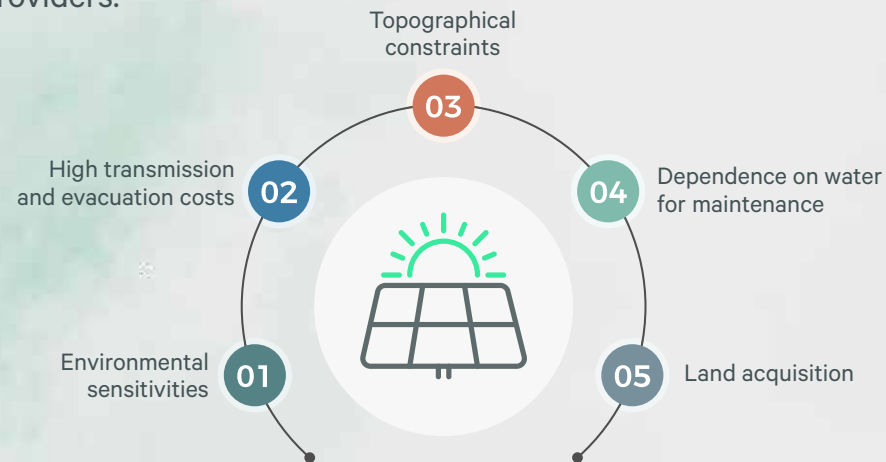 roviders.
Topographical
constraints
03
High transmission
and evacuation costs
02
04
Dependence on water
for maintenance
Environmental
sensitivities
01
05
Land acquisition